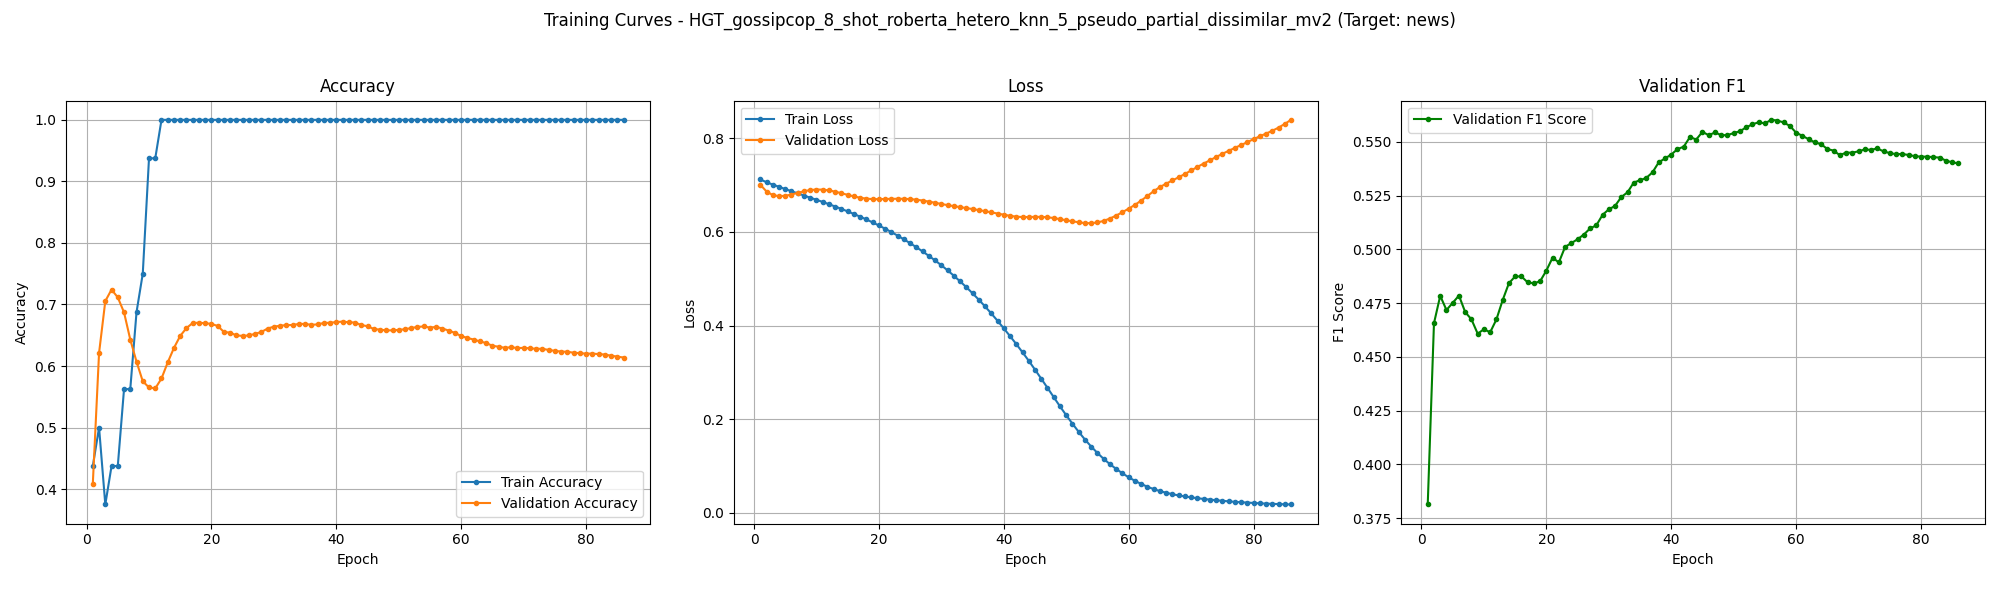 Training Curves - HGT_gossipcop_8_shot_roberta_hetero_knn_5_pseudo_partial_dissimilar_mv2 (Target: news)
Accuracy
1.0
0.9
0.8
0.7
0.6
0.5
0.4
Accuracy
Train Accuracy
Validation Accuracy
0 20 40 60 80
Epoch
Loss
Train Loss
Validation Loss
0.8
0.6
0.4
0.2
0.0
Loss
0 20 40 60 80
Epoch
Validation F1
Validation F1 Score
0.550
0.525
0.500
0.475
0.450
0.425
0.400
0.375
F1 Score
0 20 40 60 80
Epoch